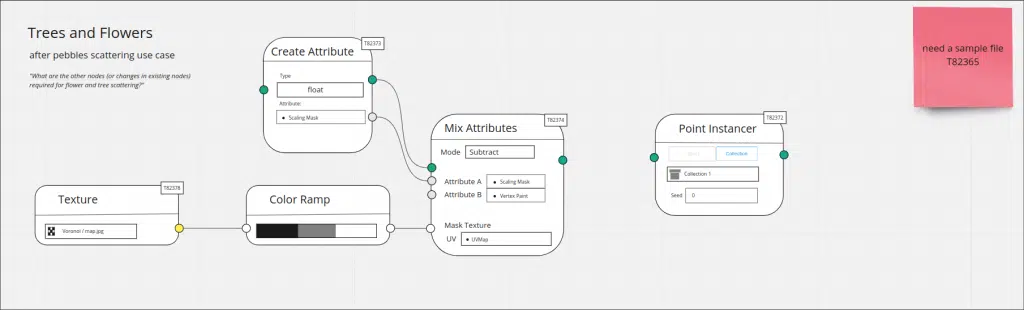 Trees and Flowers
after pebbles scattering use case
"What are the other nodes (or changes in existing nodes)
required for flower and tree scattering?"
need a sample file
T82365
T82373
Create Attribute
Type
float
Attribute
Scaling Mask
T82374
Mix Attributes
Mode
Subtract
Attribute A
Scaling Mask
Attribute B
Vertex Paint
Mask Texture
UV
UVMap
T82372
Point Instancer
Collection
Collection 1
Seed
0
T82378
Texture
Voronoi / map.jpg
Color Ramp